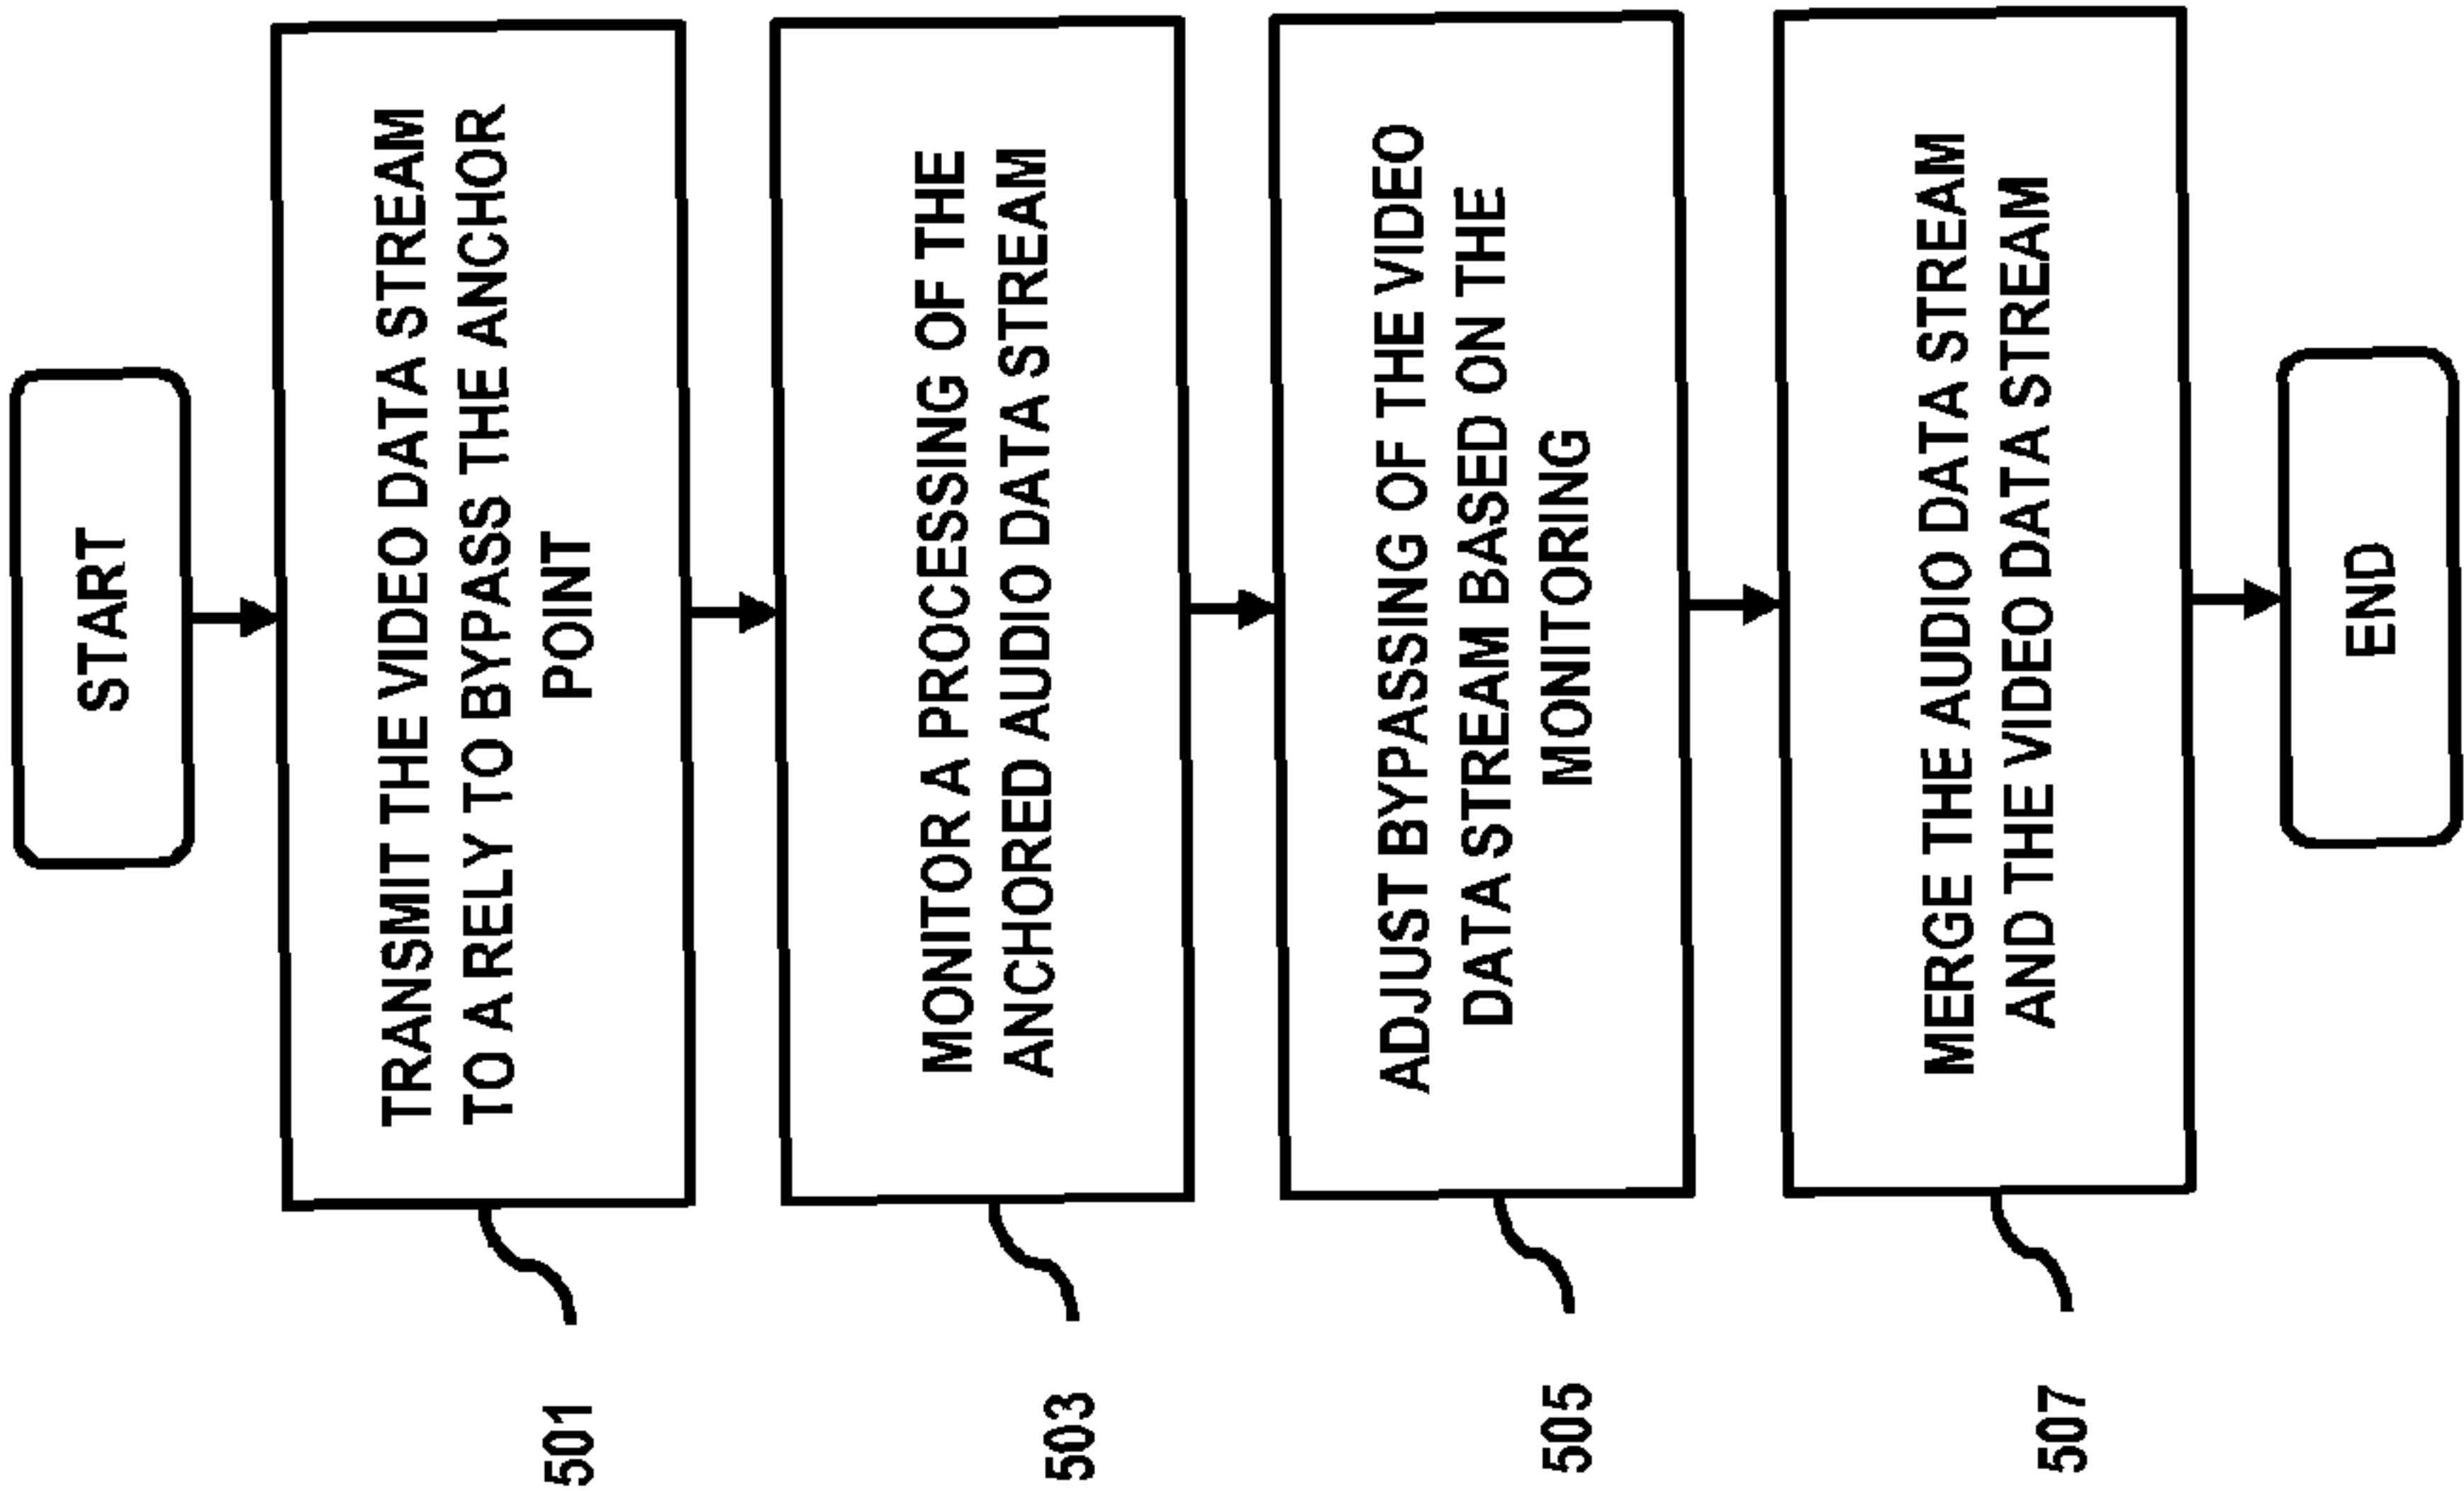 START
TRANSMIT THE VIDEO DATA STREAM
TO A RELY TO BYPASS THE ANCHOR
POINT
501
MONITOR A PROCESSING OF THE
ANCHORED AUDIO DATA STREAM
503
ADJUST BYPASSING OF THE VIDEO
DATA STREAM BASED ON THE
MONITORING
505
MERGE THE AUDIO DATA STREAM
AND THE VIDEO DATA STREAM
507
END